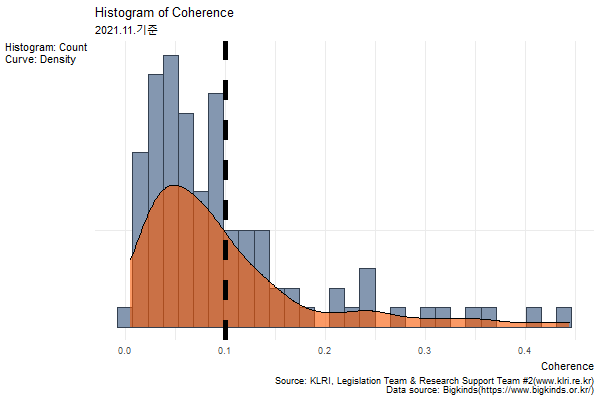 Histogram of Coherence
2021.11.기준
Histogram: Count
Curve: Density
0.0 0.1 0.2 0.3 0.4
Coherence
Source: KLRI, Legislation Team & Research Support Team #2(www.klri.re.kr)
Data source: Bigkinds(https://www.bigkinds.or.kr/)